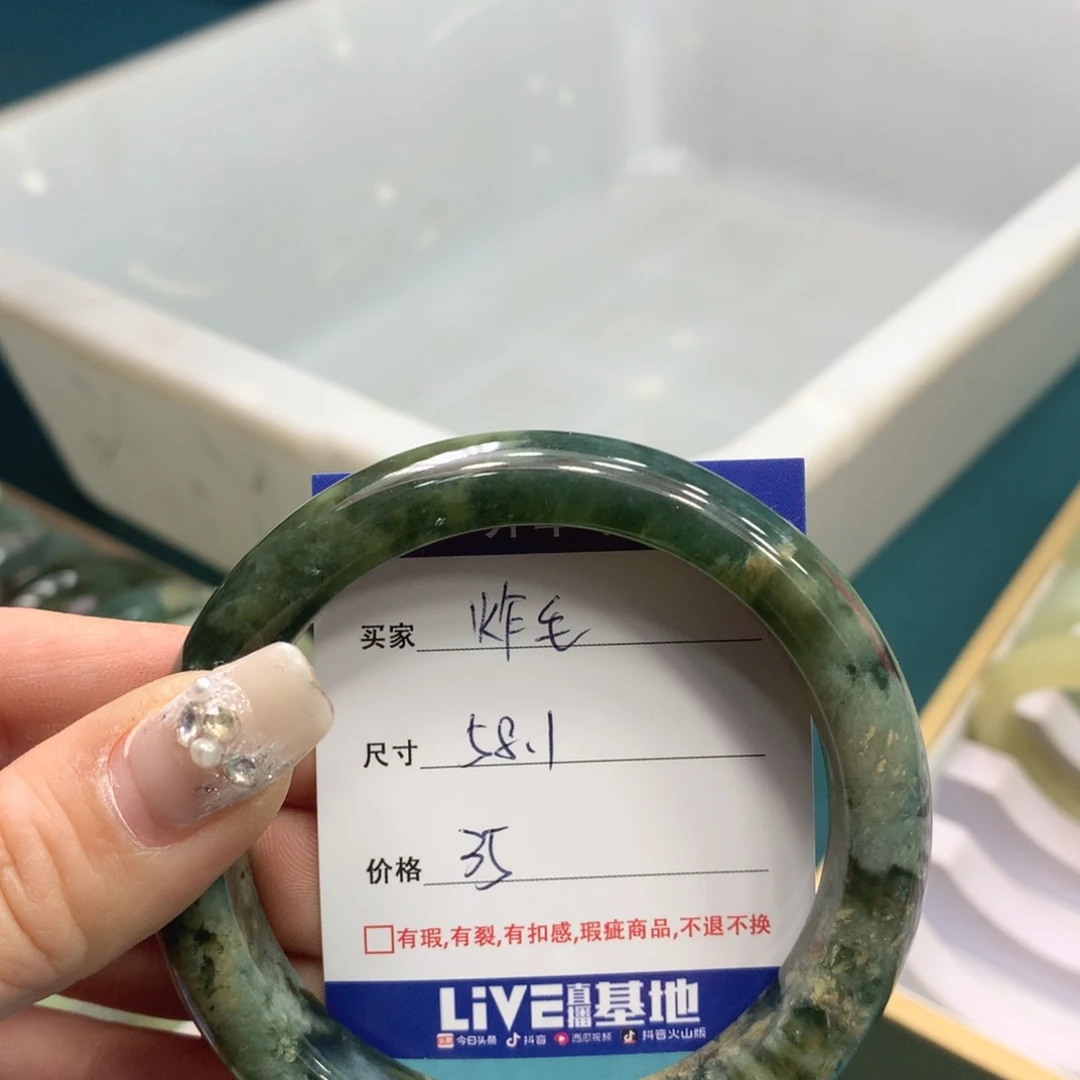 买家 炸毛
尺寸 58.1
价格 35
有瑕,有裂,有扣感,瑕疵商品,不退不换
LiVE直播基地
今日头条 抖音 西瓜视频 抖音火山版